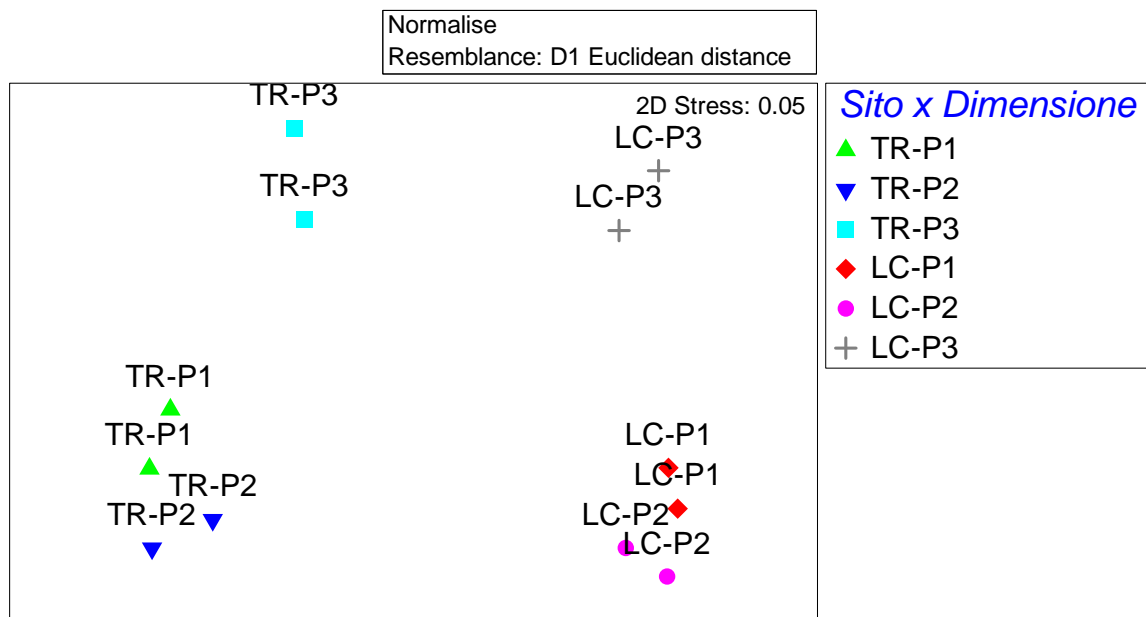 Normalise
Resemblance: D1 Euclidean distance
2D Stress: 0.05
TR-P3
LC-P3
TR-P3
LC-P3
TR-P1
TR-P1
LC-P1
LC-P1
TR-P2
TR-P2
LC-P2
LC-P2
Sito x Dimensione
TR-P1
TR-P2
TR-P3
LC-P1
LC-P2
LC-P3